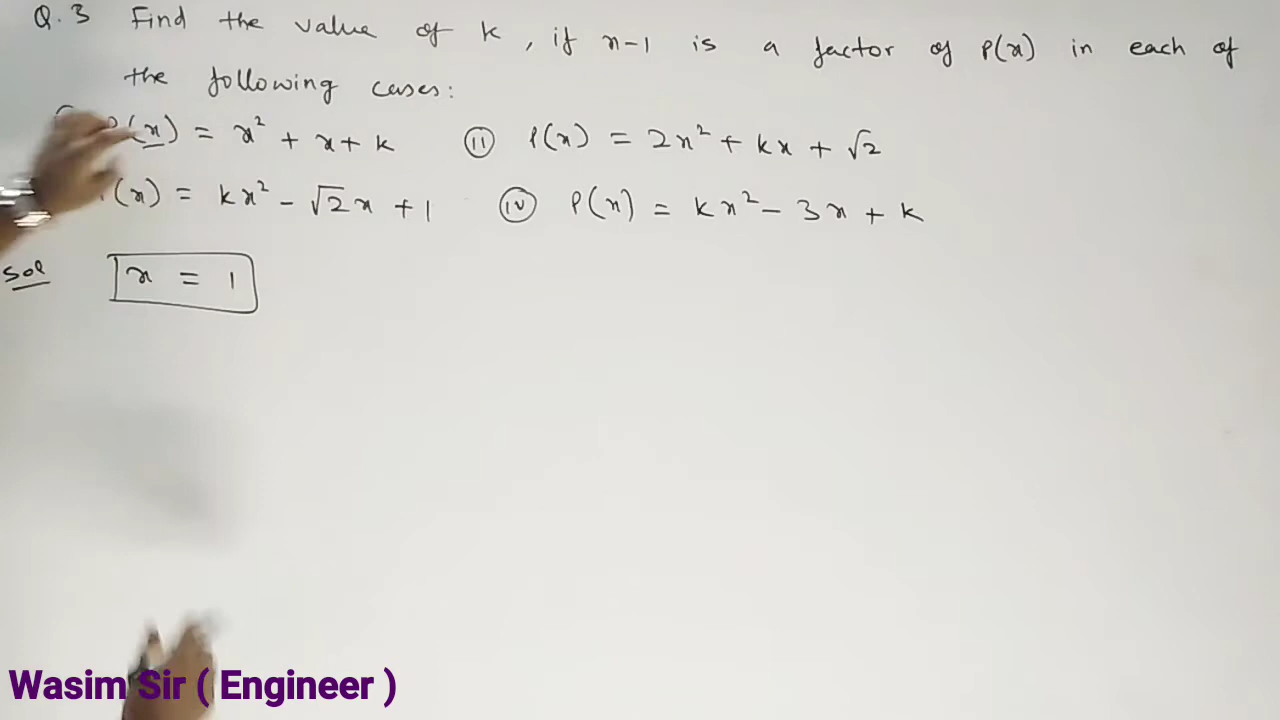 Q.3 Find the value of k, if x-1 is a factor of P(x) in each of
the following cases:
(x) = x² + x + k (ii) P(x) = 2x² + kx + √2
(x) = kx² - √2x + 1 (iv) P(x) = kx² - 3x + k
Sol x = 1
Wasim Sir ( Engineer )